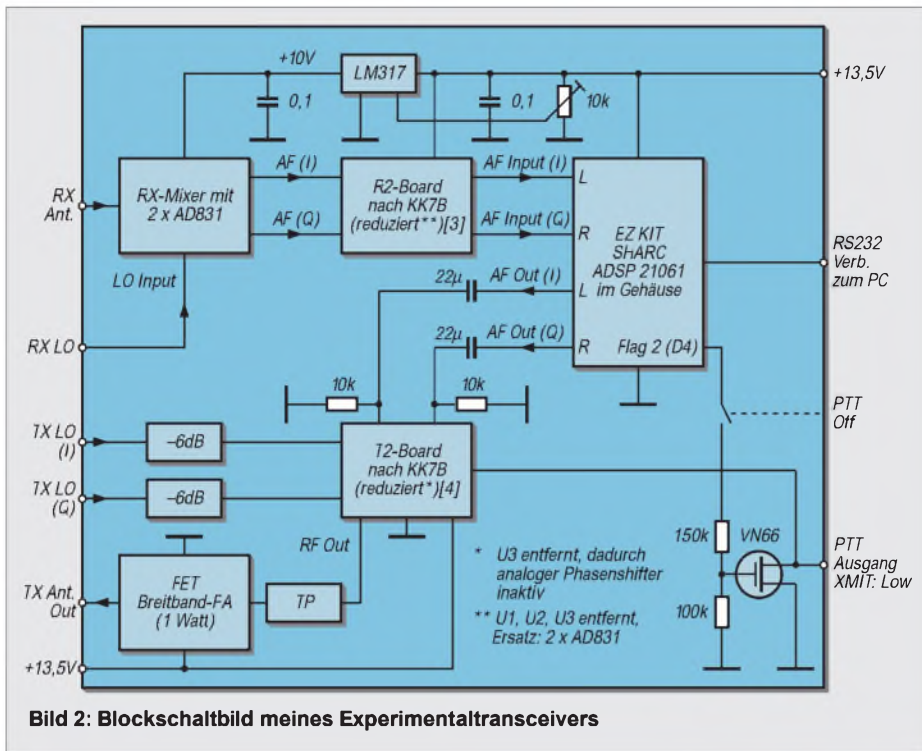 +10V
LM317
+13,5V
0,1
0,1
10k
RX
Ant.
RX-Mixer mit
2 x AD831
AF (I)
AF (Q)
R2-Board
nach KK7B
(reduziert**)[3]
AF Input (I)
AF Input (Q)
L
R
EZ KIT
SHARC
ADSP 21061
im Gehäuse
RS232
Verb.
zum PC
LO Input
RX LO
22µ
AF Out (I)
L
22µ
AF Out (Q)
R
Flag 2 (D4)
10k
10k
PTT
Off
TX LO
(I)
–6dB
TX LO
(Q)
–6dB
T2-Board
nach KK7B
(reduziert*)[4]
150k
VN66
PTT
Ausgang
XMIT: Low
100k
RF Out
TX Ant.
Out
FET
Breitband-FA
(1 Watt)
TP
+13,5V
* U3 entfernt, dadurch
analoger Phasenshifter
inaktiv
** U1, U2, U3 entfernt,
Ersatz: 2 x AD831
Bild 2: Blockschaltbild meines Experimentaltransceivers